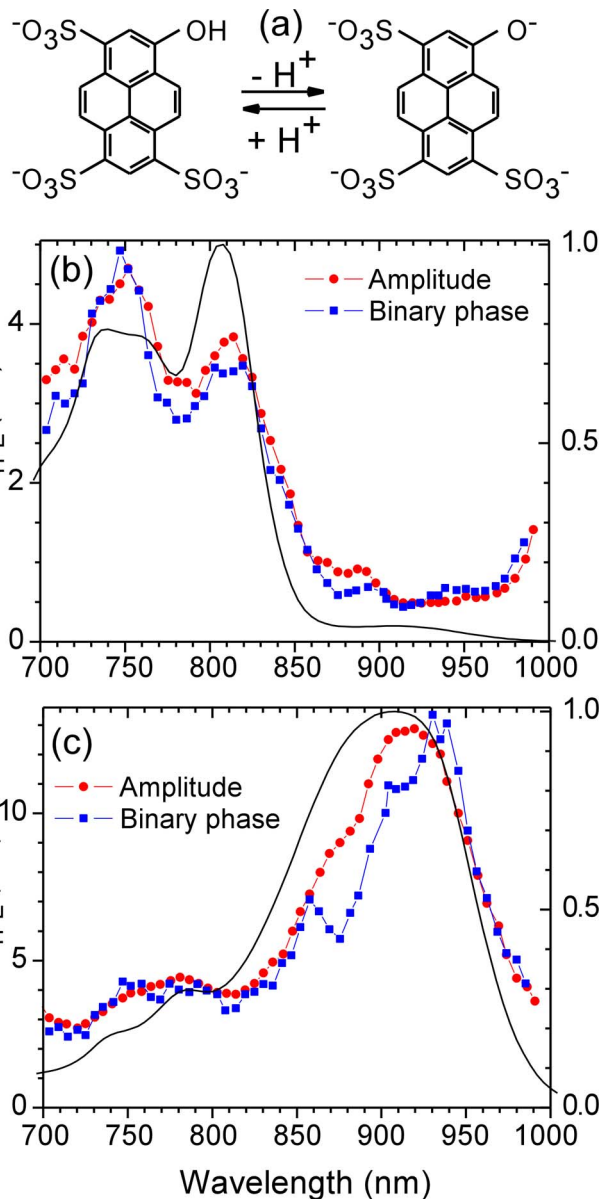 (a)
⁻O₃S OH ⁻O₃S O⁻
- H⁺
+ H⁺
⁻O₃S SO₃⁻ ⁻O₃S SO₃⁻
(b)
Amplitude
Binary phase
4
2
0
1.0
0.5
0.0
700 750 800 850 900 950 1000
(c)
Amplitude
Binary phase
10
5
0
1.0
0.5
0.0
700 750 800 850 900 950 1000
Wavelength (nm)